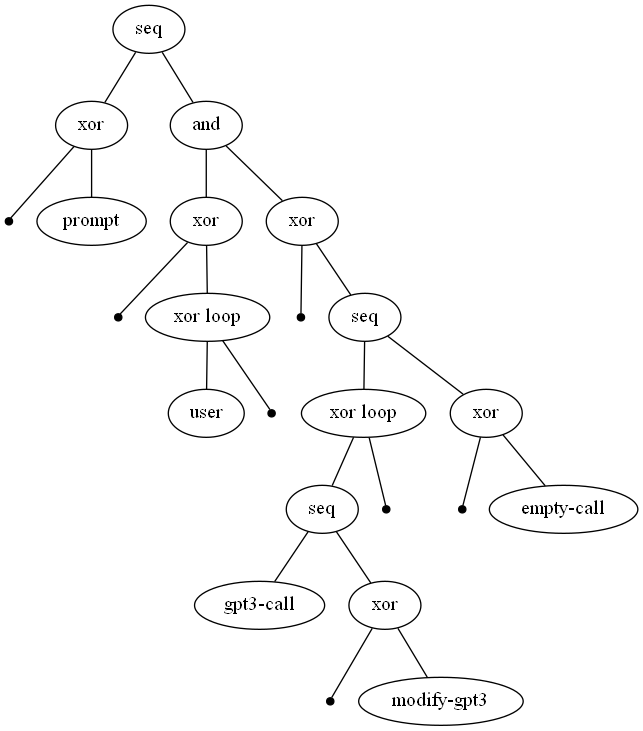 seq
xor
and
prompt
xor
xor
xor loop
seq
user
xor loop
xor
seq
empty-call
gpt3-call
xor
modify-gpt3